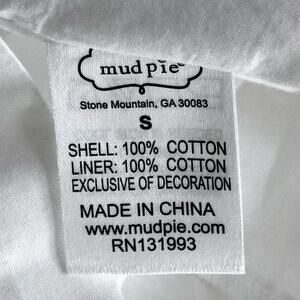 mud pie
Stone Mountain, GA 30083
S
SHELL: 100% COTTON
LINER: 100% COTTON
EXCLUSIVE OF DECORATION
MADE IN CHINA
www.mudpie.com
RN131993